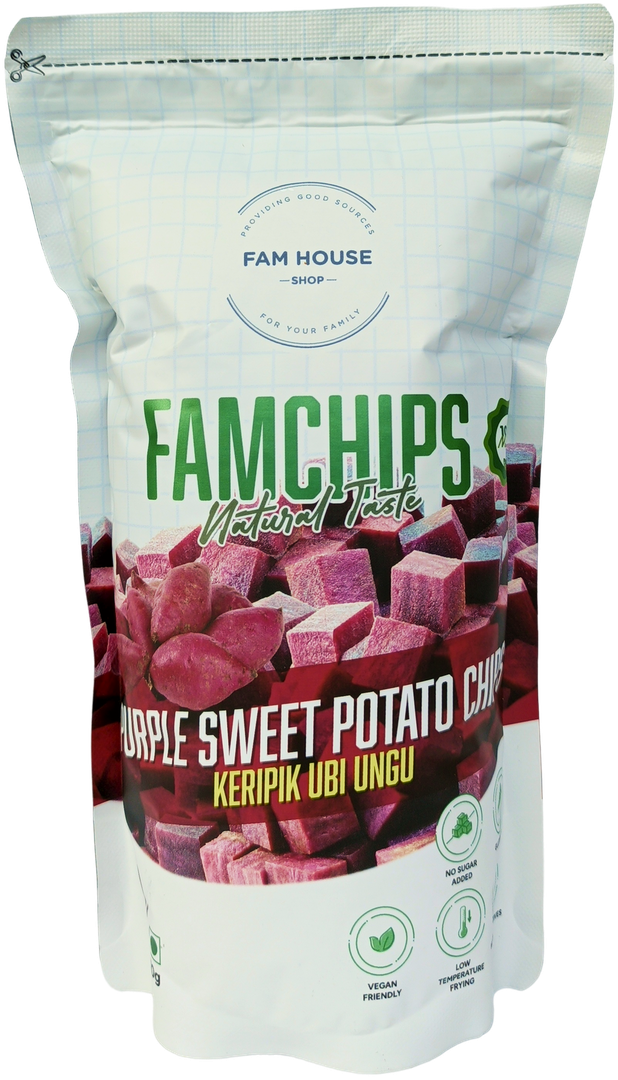 PROVIDING GOOD SOURCES
FAM HOUSE
SHOP
FOR YOUR FAMILY
FAMCHIPS
Natural Taste
PURPLE SWEET POTATO CHIPS
KERIPIK UBI UNGU
NO SUGAR
ADDED
VEGAN
FRIENDLY
LOW
TEMPERATURE
FRYING